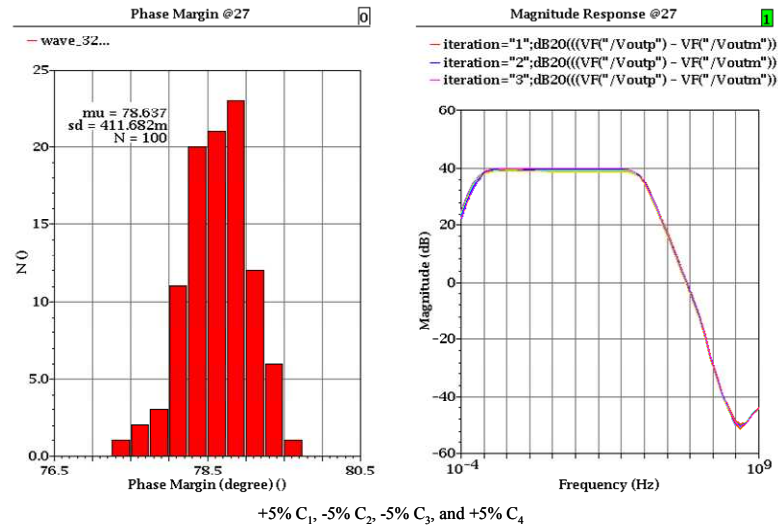 Phase Margin @27
0
wave_32...
25
20
15
10
5.0
0.0
N ()
mu = 78.637
sd = 411.682m
N = 100
76.5
78.5
80.5
Phase Margin (degree) ()
Magnitude Response @27
1
iteration="1";dB20(((VF("/Voutp") - VF("/Voutm"))
iteration="2";dB20(((VF("/Voutp") - VF("/Voutm"))
iteration="3";dB20(((VF("/Voutp") - VF("/Voutm"))
60
40
20
0
-20
-40
-60
Magnitude (dB)
10⁻⁴
10⁹
Frequency (Hz)
+5% C₁, -5% C₂, -5% C₃, and +5% C₄